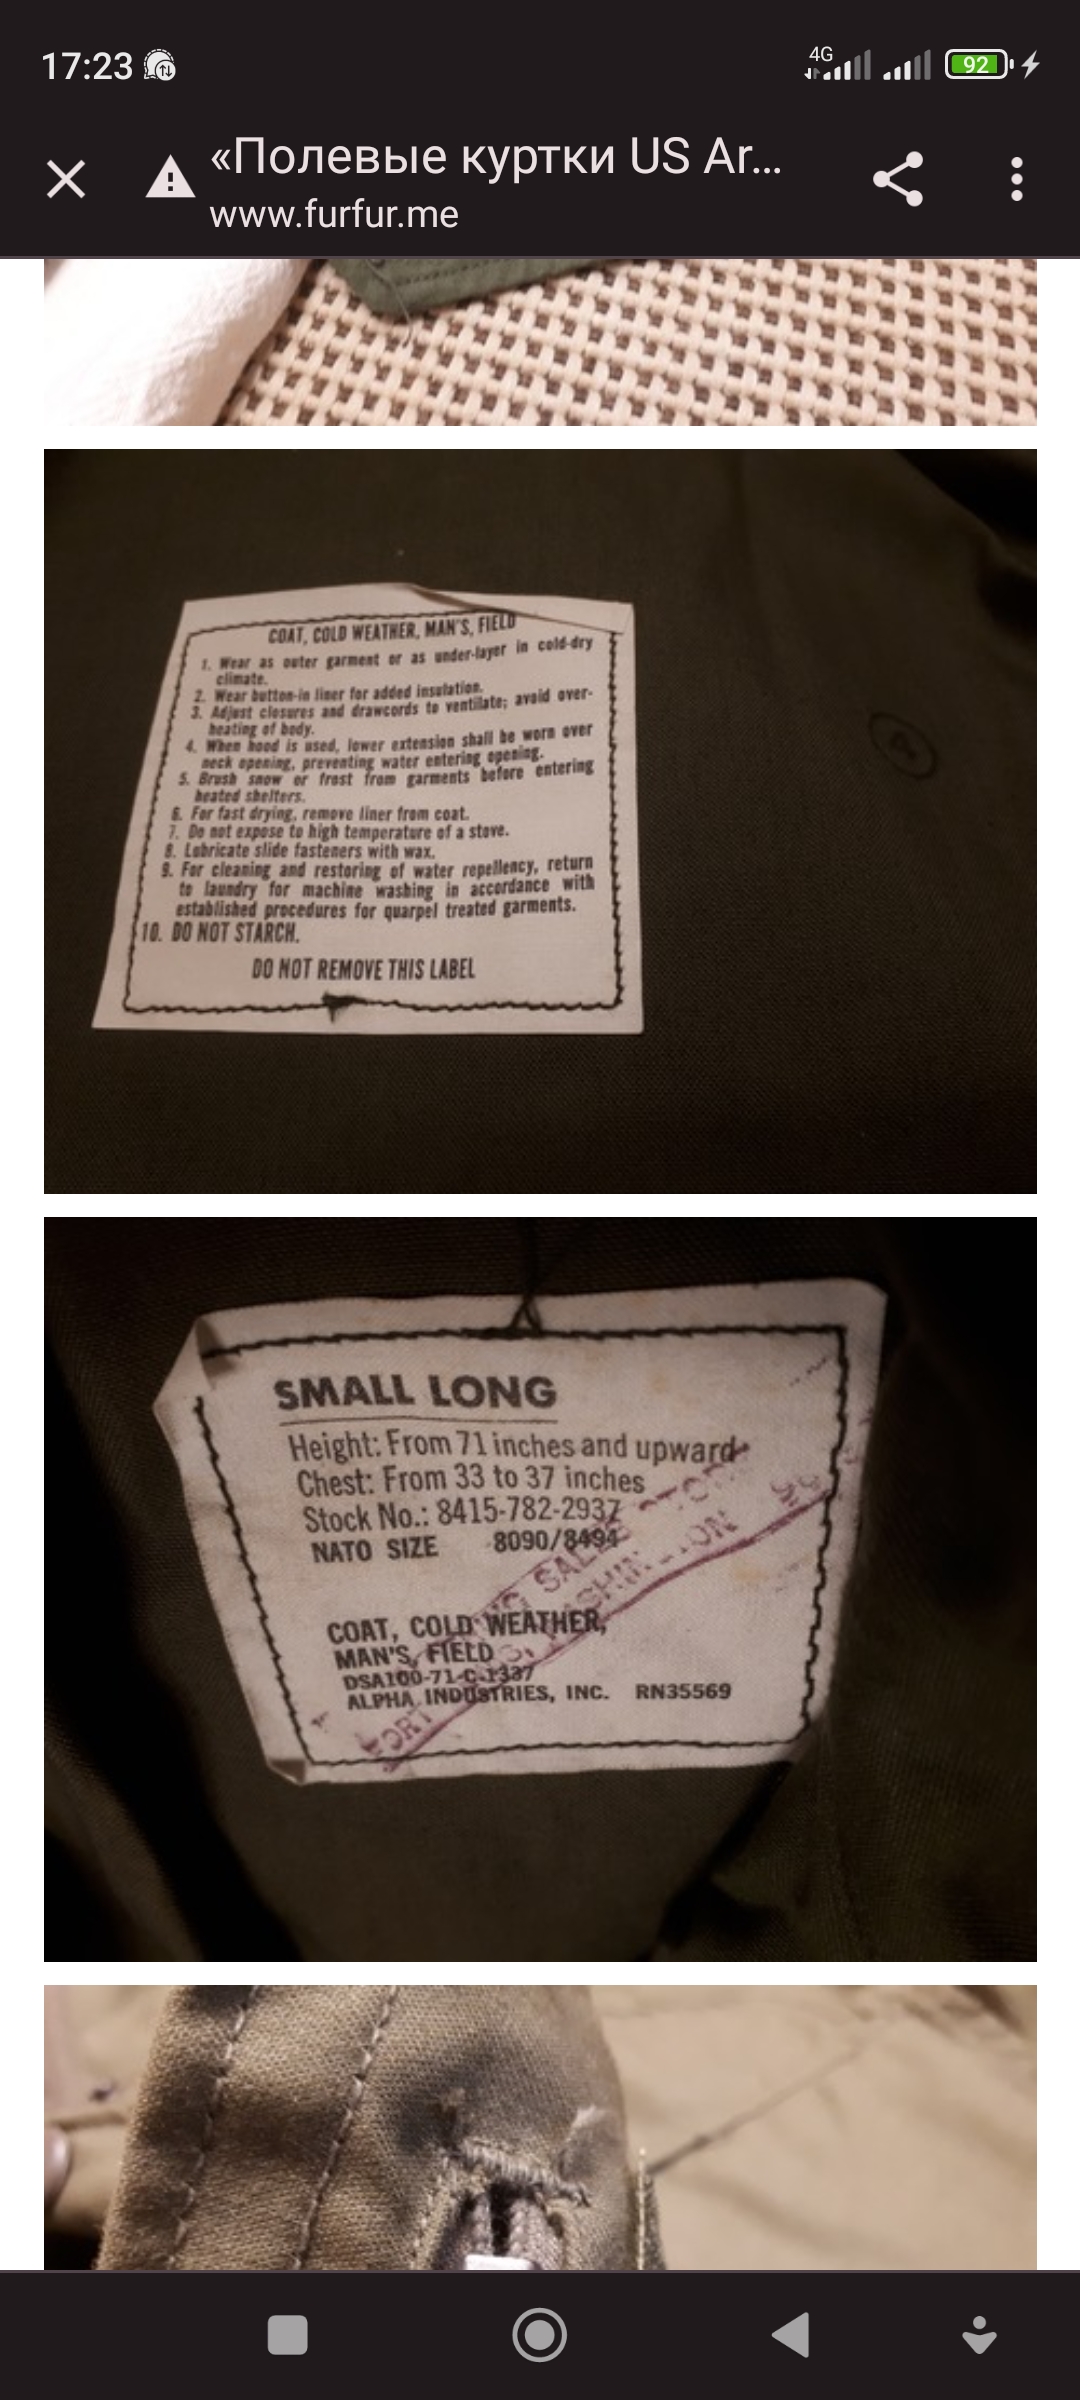 17:23
4G
92
«Полевые куртки US Ar...
www.furfur.me
COAT, COLD WEATHER, MAN'S, FIELD
1. Wear as outer garment or as under-layer in cold-dry
climate.
2. Wear button-in liner for added insulation.
3. Adjust closures and drawcords to ventilate; avoid over-
heating of body.
4. When hood is used, lower extension shall be worn over
neck opening, preventing water entering opening.
5. Brush snow or frost from garments before entering
heated shelters.
6. For fast drying, remove liner from coat.
7. Do not expose to high temperature of a stove.
8. Lubricate slide fasteners with wax.
9. For cleaning and restoring of water repellency, return
to laundry for machine washing in accordance with
established procedures for quarpel treated garments.
10. DO NOT STARCH.
DO NOT REMOVE THIS LABEL
SMALL LONG
Height: From 71 inches and upward
Chest: From 33 to 37 inches
Stock No.: 8415-782-2937
NATO SIZE 8090/8494
COAT, COLD WEATHER,
MAN'S, FIELD
DSA100-71-C-1337
ALPHA INDUSTRIES, INC. RN35569
FORT